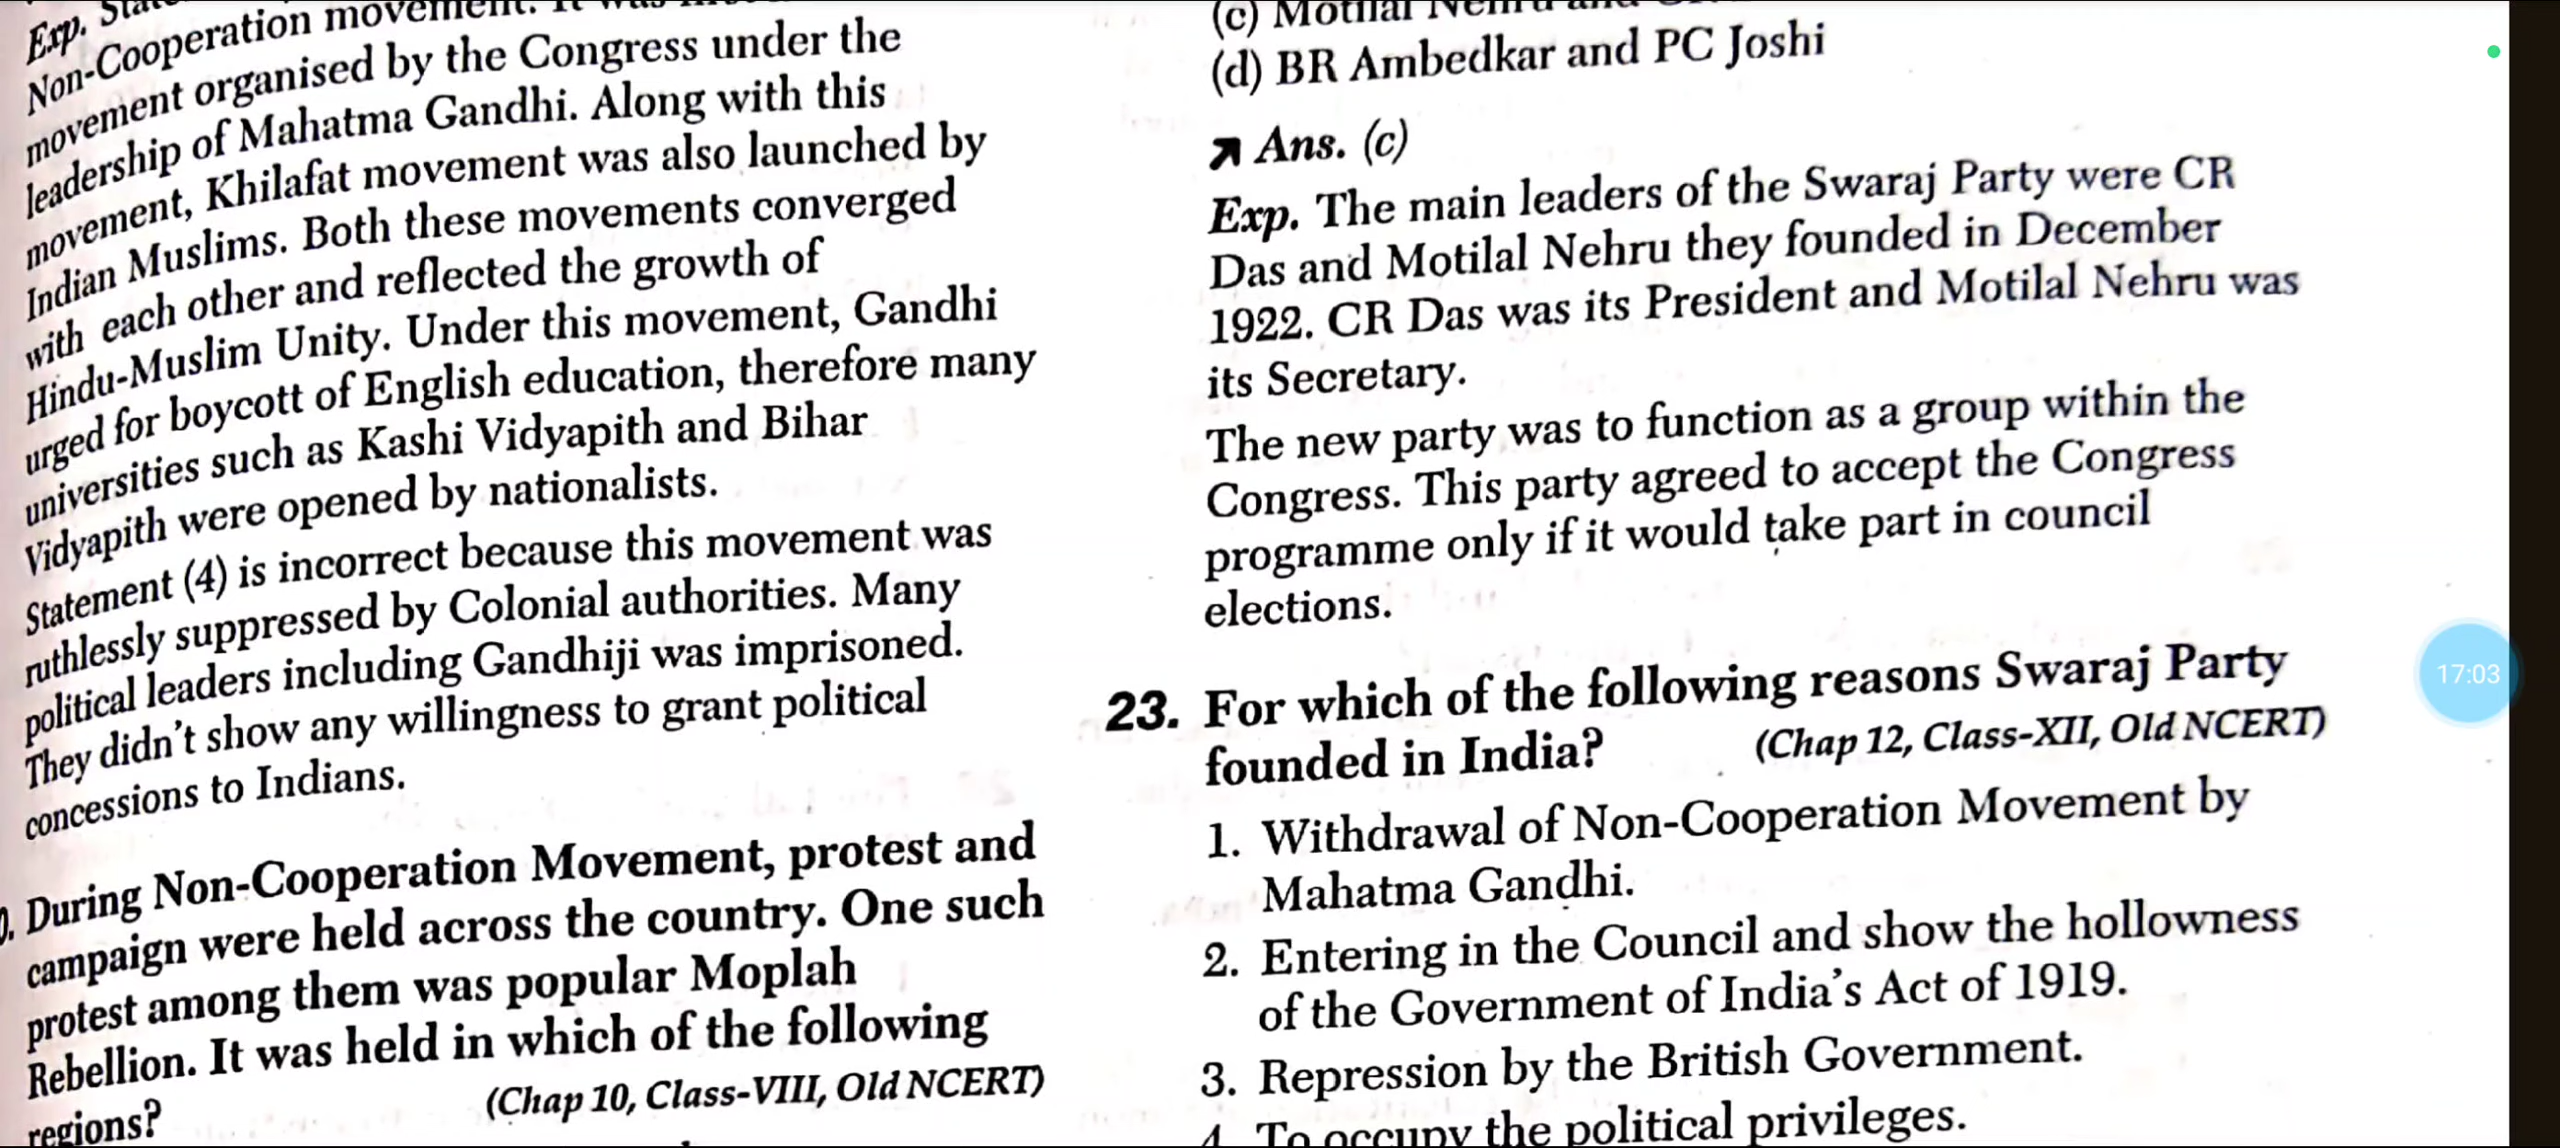 Exp.
Non-Cooperation movement. It was
movement organised by the Congress under the
leadership of Mahatma Gandhi. Along with this
movement, Khilafat movement was also launched by
Indian Muslims. Both these movements converged
with each other and reflected the growth of
Hindu-Muslim Unity. Under this movement, Gandhi
urged for boycott of English education, therefore many
universities such as Kashi Vidyapith and Bihar
Vidyapith were opened by nationalists.
Statement (4) is incorrect because this movement was
ruthlessly suppressed by Colonial authorities. Many
political leaders including Gandhiji was imprisoned.
They didn't show any willingness to grant political
concessions to Indians.
During Non-Cooperation Movement, protest and
campaign were held across the country. One such
protest among them was popular Moplah
Rebellion. It was held in which of the following
regions?
(Chap 10, Class-VIII, Old NCERT)
(c) Motilal Nehru and
(d) BR Ambedkar and PC Joshi
Ans. (c)
Exp. The main leaders of the Swaraj Party were CR
Das and Motilal Nehru they founded in December
1922. CR Das was its President and Motilal Nehru was
its Secretary.
The new party was to function as a group within the
Congress. This party agreed to accept the Congress
programme only if it would take part in council
elections.
23. For which of the following reasons Swaraj Party
founded in India? (Chap 12, Class-XII, Old NCERT)
1. Withdrawal of Non-Cooperation Movement by
Mahatma Gandhi.
2. Entering in the Council and show the hollowness
of the Government of India's Act of 1919.
3. Repression by the British Government.
4. To occupy the political privileges.
17:03